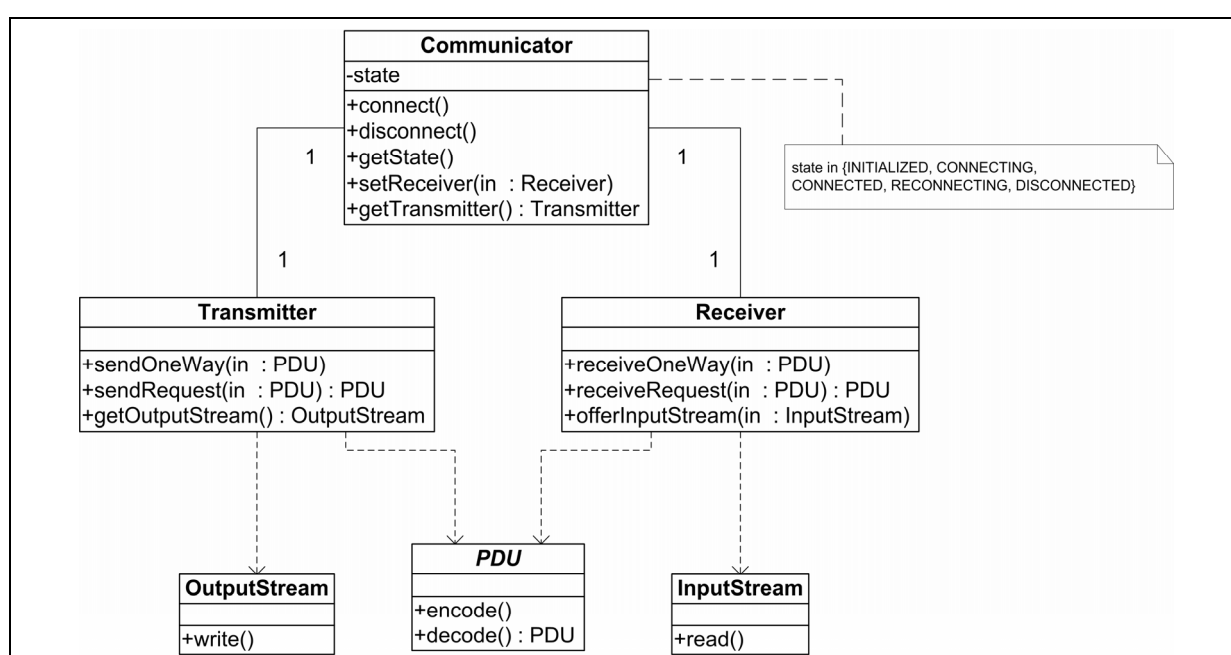 Communicator
-state
+connect()
+disconnect()
+getState()
+setReceiver(in : Receiver)
+getTransmitter() : Transmitter
1
1
state in {INITIALIZED, CONNECTING,
CONNECTED, RECONNECTING, DISCONNECTED}
1
1
Transmitter
+sendOneWay(in : PDU)
+sendRequest(in : PDU) : PDU
+getOutputStream() : OutputStream
Receiver
+receiveOneWay(in : PDU)
+receiveRequest(in : PDU) : PDU
+offerInputStream(in : InputStream)
OutputStream
+write()
PDU
+encode()
+decode() : PDU
InputStream
+read()